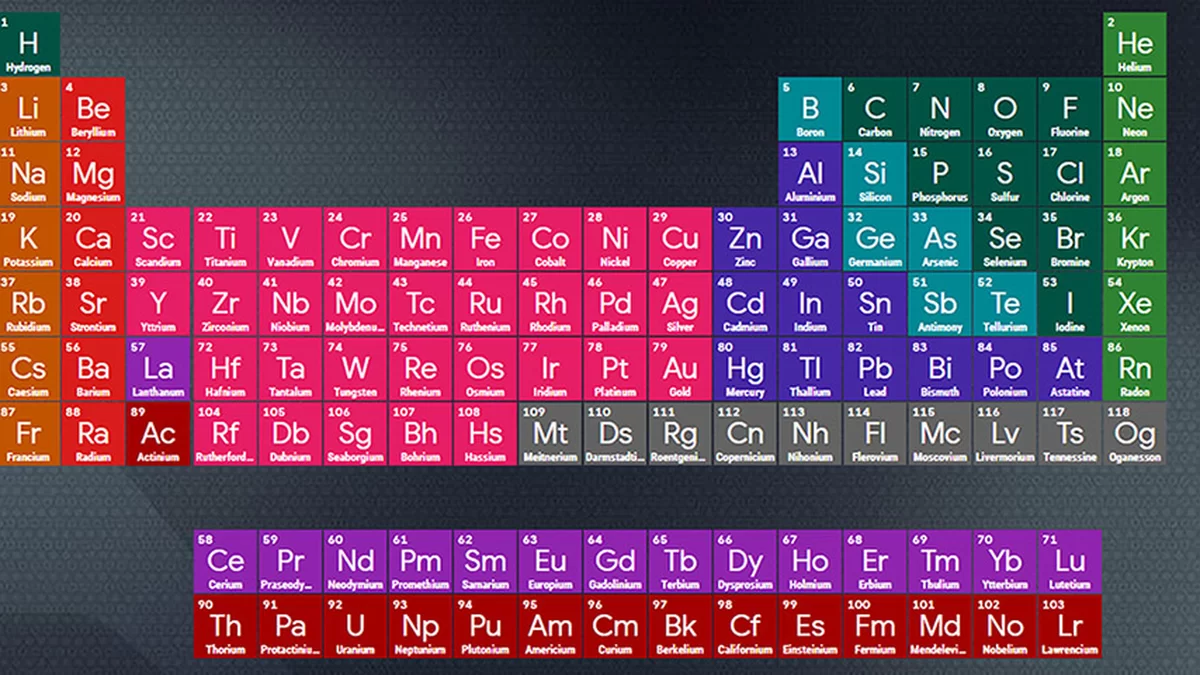 1 2
H He
Hydrogen Helium
3 4 5 6 7 8 9 10
Li Be B C N O F Ne
Lithium Beryllium Boron Carbon Nitrogen Oxygen Fluorine Neon
11 12 13 14 15 16 17 18
Na Mg Al Si P S Cl Ar
Sodium Magnesium Aluminium Silicon Phosphorus Sulfur Chlorine Argon
19 20 21 22 23 24 25 26 27 28 29 30 31 32 33 34 35 36
K Ca Sc Ti V Cr Mn Fe Co Ni Cu Zn Ga Ge As Se Br Kr
Potassium Calcium Scandium Titanium Vanadium Chromium Manganese Iron Cobalt Nickel Copper Zinc Gallium Germanium Arsenic Selenium Bromine Krypton
37 38 39 40 41 42 43 44 45 46 47 48 49 50 51 52 53 54
Rb Sr Y Zr Nb Mo Tc Ru Rh Pd Ag Cd In Sn Sb Te I Xe
Rubidium Strontium Yttrium Zirconium Niobium Molybdenu... Technetium Ruthenium Rhodium Palladium Silver Cadmium Indium Tin Antimony Tellurium Iodine Xenon
55 56 57 72 73 74 75 76 77 78 79 80 81 82 83 84 85 86
Cs Ba La Hf Ta W Re Os Ir Pt Au Hg Tl Pb Bi Po At Rn
Caesium Barium Lanthanum Hafnium Tantalum Tungsten Rhenium Osmium Iridium Platinum Gold Mercury Thallium Lead Bismuth Polonium Astatine Radon
87 88 89 104 105 106 107 108 109 110 111 112 113 114 115 116 117 118
Fr Ra Ac Rf Db Sg Bh Hs Mt Ds Rg Cn Nh Fl Mc Lv Ts Og
Francium Radium Actinium Rutherford... Dubnium Seaborgium Bohrium Hassium Meitnerium Darmstadti... Roentgeni... Copernicium Nihonium Flerovium Moscovium Livermorium Tennessine Oganesson
58 59 60 61 62 63 64 65 66 67 68 69 70 71
Ce Pr Nd Pm Sm Eu Gd Tb Dy Ho Er Tm Yb Lu
Cerium Praseody... Neodymium Promethium Samarium Europium Gadolinium Terbium Dysprosium Holmium Erbium Thulium Ytterbium Lutetium
90 91 92 93 94 95 96 97 98 99 100 101 102 103
Th Pa U Np Pu Am Cm Bk Cf Es Fm Md No Lr
Thorium Protactiniu... Uranium Neptunium Plutonium Americium Curium Berkelium Californium Einsteinium Fermium Mendelevi... Nobelium Lawrencium